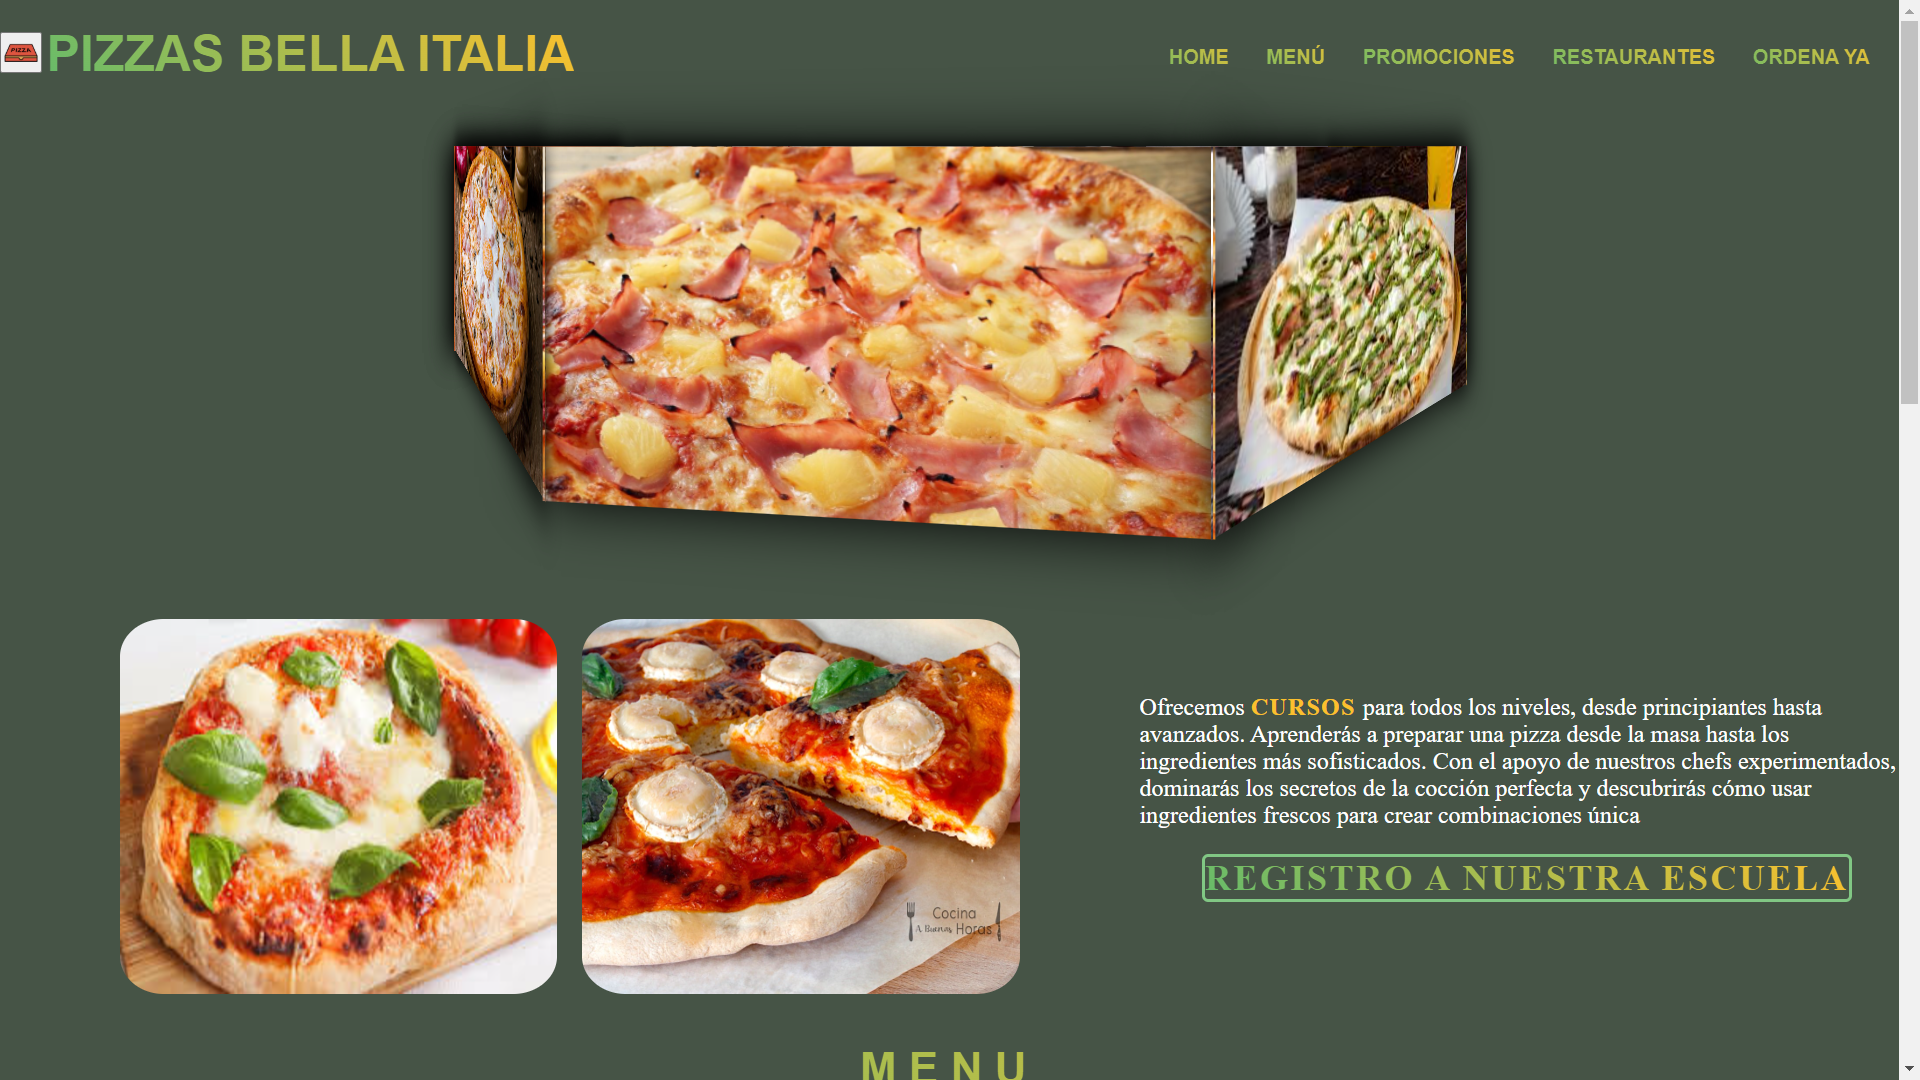 PIZZA
PIZZAS BELLA ITALIA
HOME
MENÚ
PROMOCIONES
RESTAURANTES
ORDENA YA
Ofrecemos CURSOS para todos los niveles, desde principiantes hasta
avanzados. Aprenderás a preparar una pizza desde la masa hasta los
ingredientes más sofisticados. Con el apoyo de nuestros chefs experimentados,
dominarás los secretos de la cocción perfecta y descubrirás cómo usar
ingredientes frescos para crear combinaciones única
REGISTRO A NUESTRA ESCUELA
Cocina
A Buenas Horas
MENU